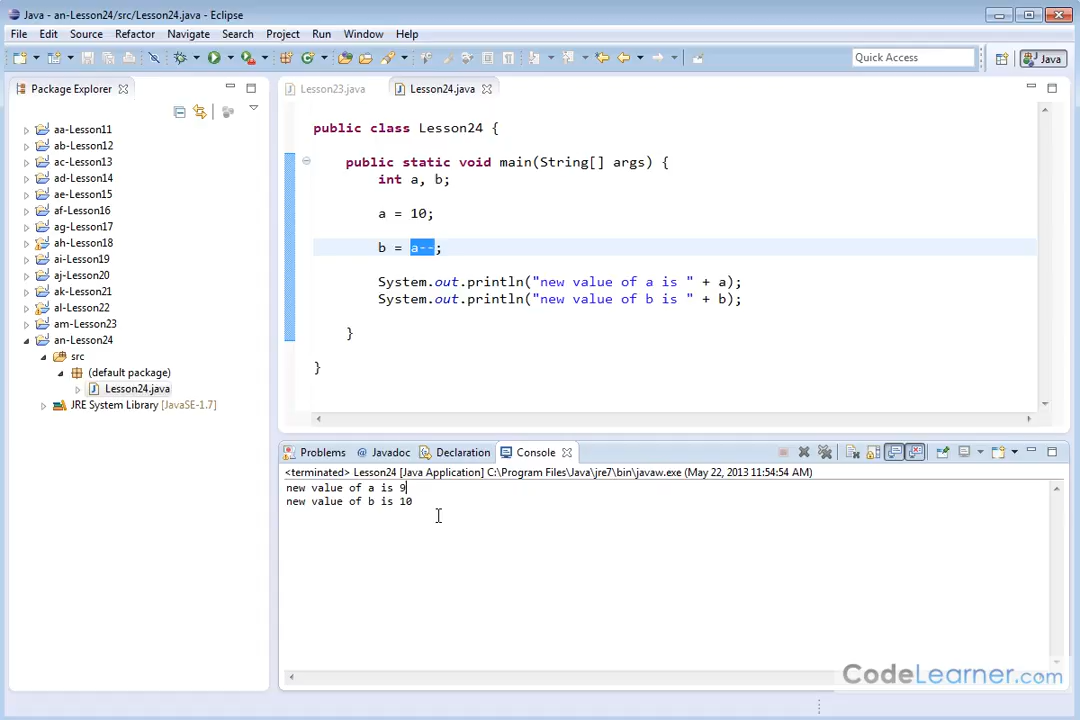 Java - an-Lesson24/src/Lesson24.java - Eclipse
File Edit Source Refactor Navigate Search Project Run Window Help
Quick Access
Java
Package Explorer
Lesson23.java
Lesson24.java
aa-Lesson11
ab-Lesson12
ac-Lesson13
ad-Lesson14
ae-Lesson15
af-Lesson16
ag-Lesson17
ah-Lesson18
ai-Lesson19
aj-Lesson20
ak-Lesson21
al-Lesson22
am-Lesson23
an-Lesson24
src
(default package)
Lesson24.java
JRE System Library [JavaSE-1.7]
public class Lesson24 {
public static void main(String[] args) {
int a, b;
a = 10;
b = a--;
System.out.println("new value of a is " + a);
System.out.println("new value of b is " + b);
}
}
Problems @ Javadoc Declaration Console
<terminated> Lesson24 [Java Application] C:\Program Files\Java\jre7\bin\javaw.exe (May 22, 2013 11:54:54 AM)
new value of a is 9
new value of b is 10
CodeLearner.com